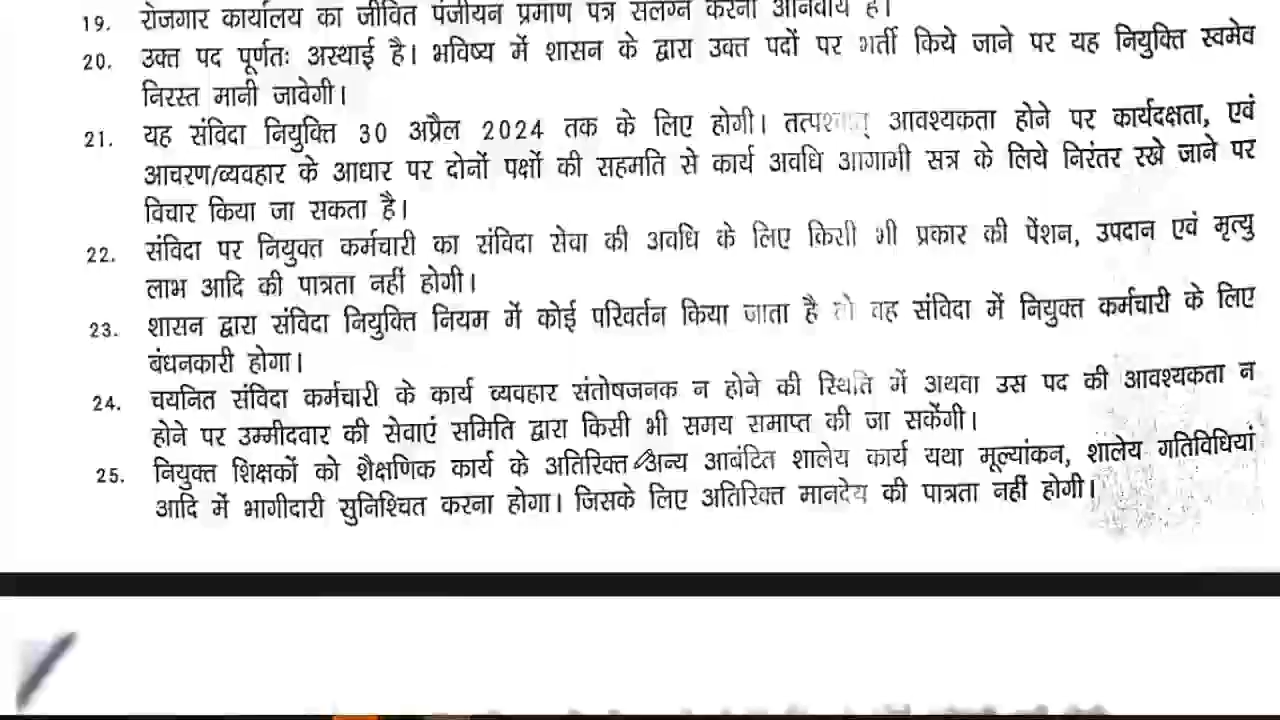 19. रोजगार कार्यालय का जीवित पंजीयन प्रमाण पत्र संलग्न करना अनिवार्य है।
20. उक्त पद पूर्णतः अस्थाई है। भविष्य में शासन के द्वारा उक्त पदों पर भर्ती किये जाने पर यह नियुक्ति स्वमेव
निरस्त मानी जावेगी।
21. यह संविदा नियुक्ति 30 अप्रैल 2024 तक के लिए होगी। तत्पश्चात् आवश्यकता होने पर कार्यदक्षता, एवं
आचरण/व्यवहार के आधार पर दोनों पक्षों की सहमति से कार्य अवधि आगामी सत्र के लिये निरंतर रखे जाने पर
विचार किया जा सकता है।
22. संविदा पर नियुक्त कर्मचारी का संविदा सेवा की अवधि के लिए किसी भी प्रकार की पेंशन, उपदान एवं मृत्यु
लाभ आदि की पात्रता नहीं होगी।
23. शासन द्वारा संविदा नियुक्ति नियम में कोई परिवर्तन किया जाता है तो वह संविदा में नियुक्त कर्मचारी के लिए
बंधनकारी होगा।
24. चयनित संविदा कर्मचारी के कार्य व्यवहार संतोषजनक न होने की स्थिति में अथवा उस पद की आवश्यकता न
होने पर उम्मीदवार की सेवाएं समिति द्वारा किसी भी समय समाप्त की जा सकेंगी।
25. नियुक्त शिक्षकों को शैक्षणिक कार्य के अतिरिक्त अन्य आबंटित शालेय कार्य यथा मूल्यांकन, शालेय गतिविधियां
आदि में भागीदारी सुनिश्चित करना होगा। जिसके लिए अतिरिक्त मानदेय की पात्रता नहीं होगी।